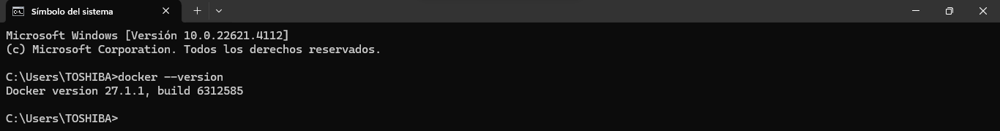 Símbolo del sistema
Microsoft Windows [Versión 10.0.22621.4112]
(c) Microsoft Corporation. Todos los derechos reservados.
C:\Users\TOSHIBA>docker --version
Docker version 27.1.1, build 6312585
C:\Users\TOSHIBA>